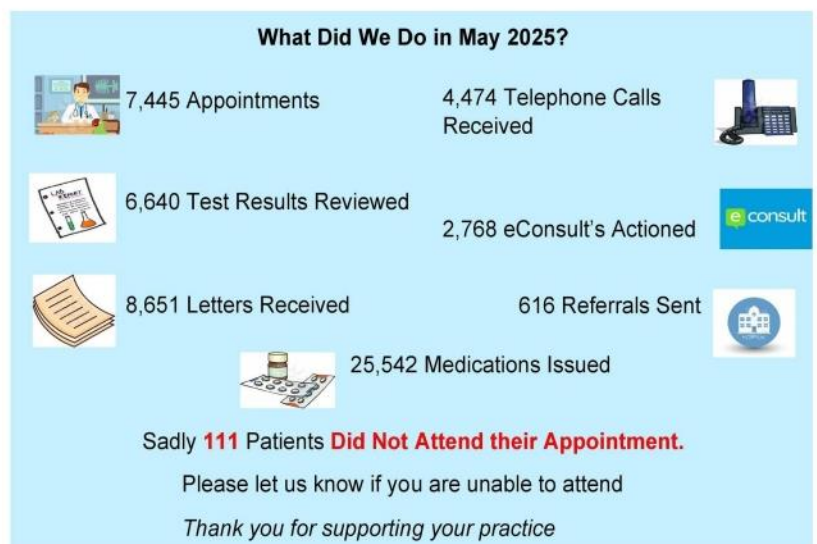 What Did We Do in May 2025?
7,445 Appointments
4,474 Telephone Calls
Received
LAB
REPORT
6,640 Test Results Reviewed
2,768 eConsult's Actioned
e consult
8,651 Letters Received
616 Referrals Sent
25,542 Medications Issued
Sadly 111 Patients Did Not Attend their Appointment.
Please let us know if you are unable to attend
Thank you for supporting your practice